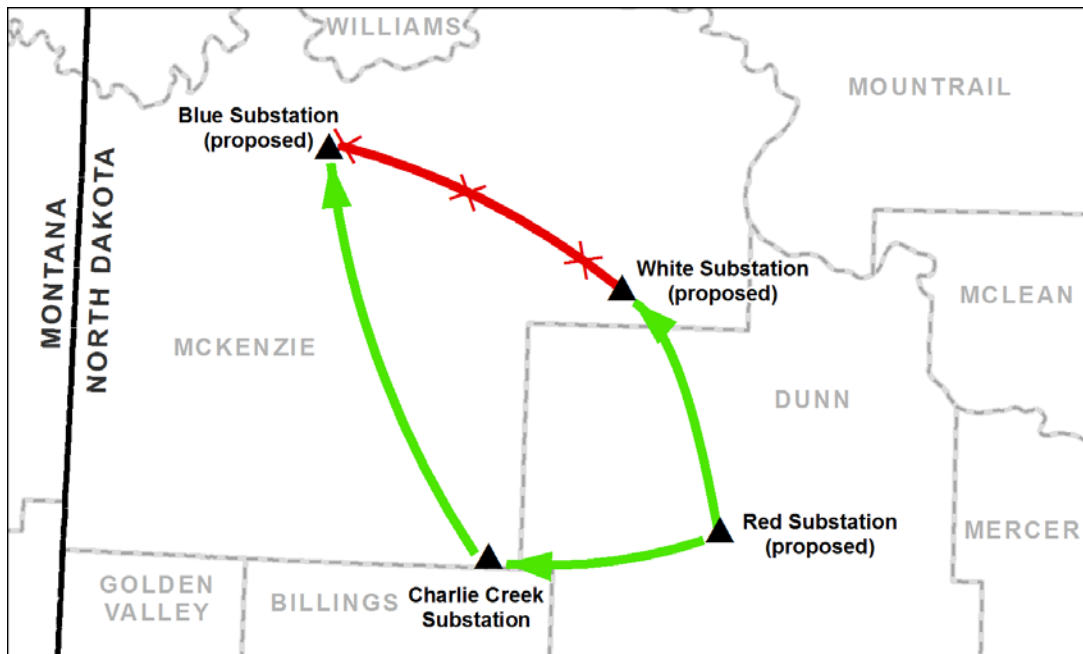 WILLIAMS
MOUNTRAIL
Blue Substation
(proposed)
MONTANA
NORTH DAKOTA
White Substation
(proposed)
MCLEAN
MCKENZIE
DUNN
Red Substation
(proposed)
MERCER
GOLDEN
VALLEY
BILLINGS
Charlie Creek
Substation